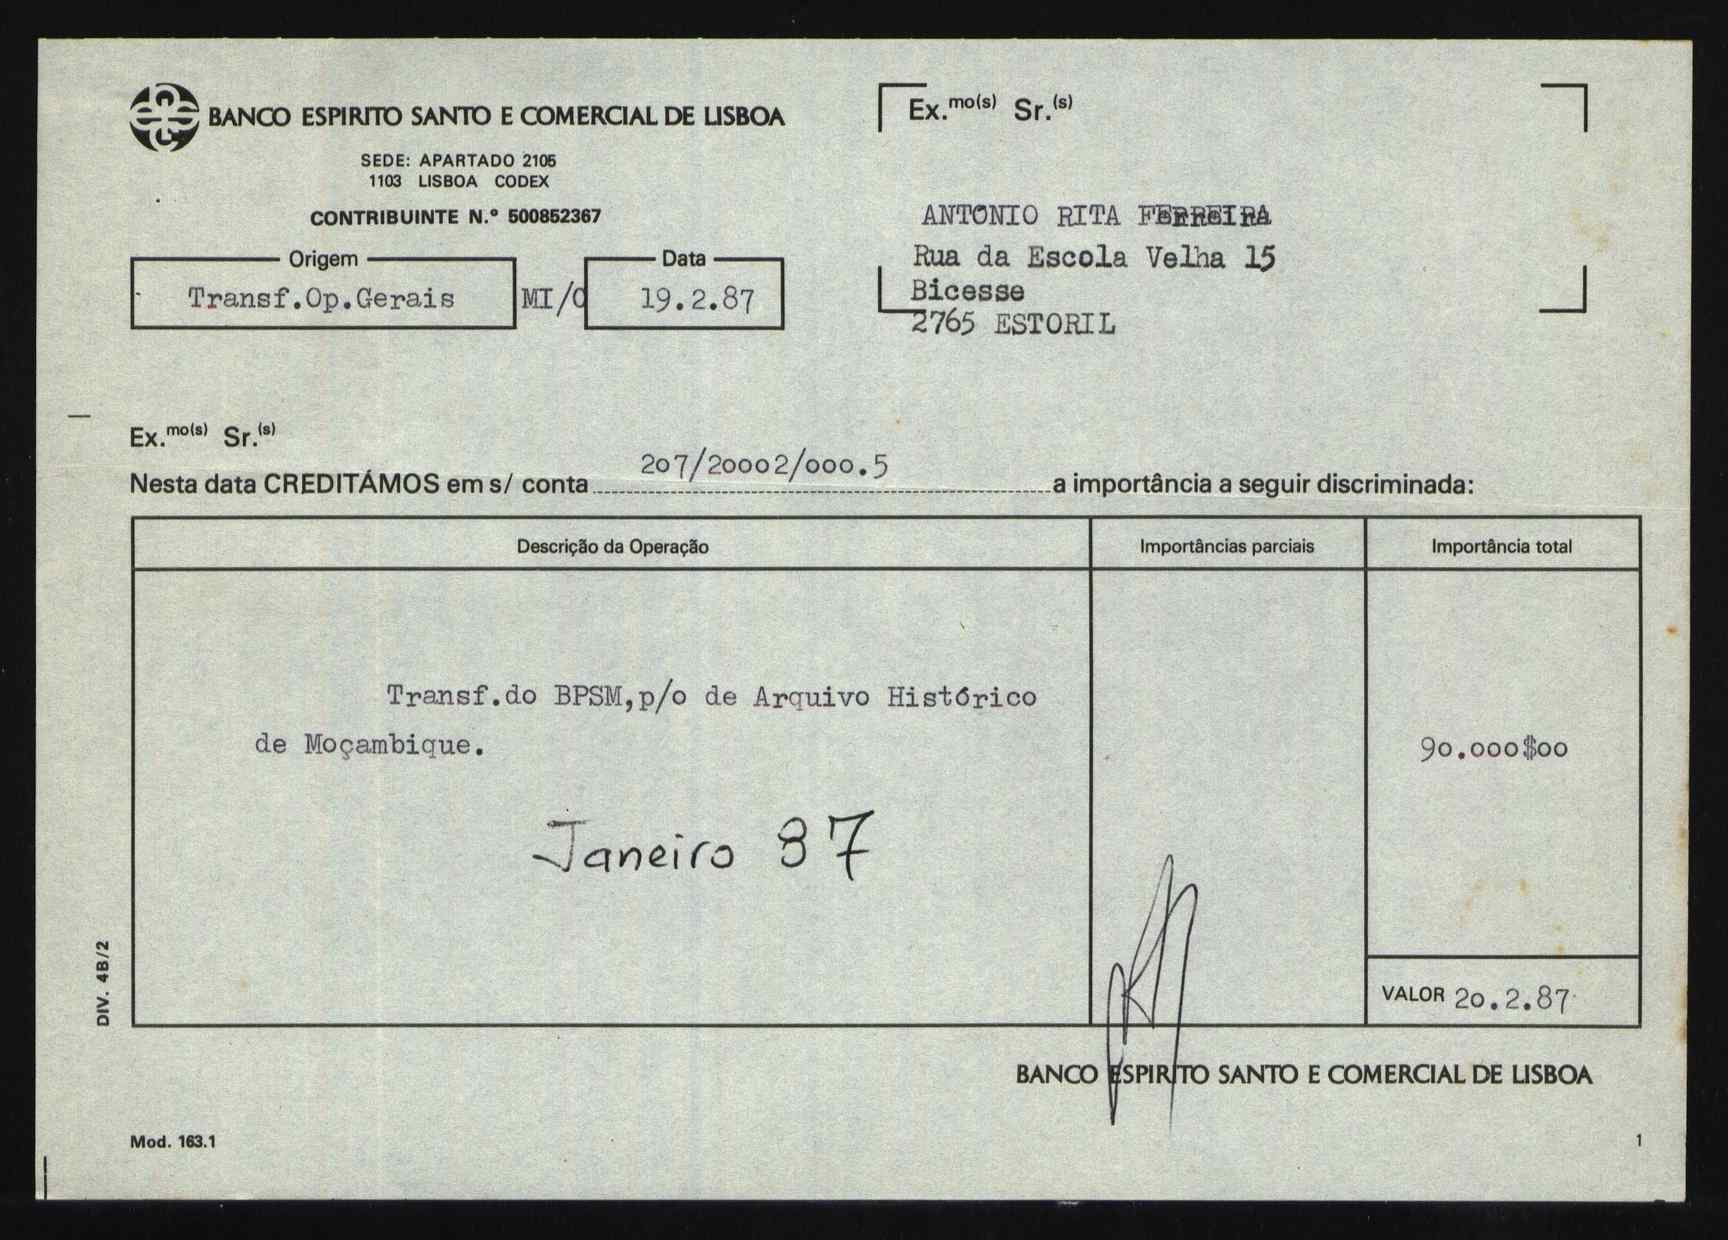 BANCO ESPIRITO SANTO E COMERCIAL DE LISBOA
SEDE: APARTADO 2105
1103 LISBOA CODEX
CONTRIBUINTE N.º 500852367
Origem
Transf.Op.Gerais
MI/C
Data
19.2.87
Ex.mo(s) Sr.(s)
ANTONIO RITA FERREIRA
Rua da Escola Velha 15
Bicesse
2765 ESTORIL
Ex.mo(s) Sr.(s)
207/20002/000.5
Nesta data CREDITÁMOS em s/ conta a importância a seguir discriminada:
Descrição da Operação Importâncias parciais Importância total
Transf.do BPSM,p/o de Arquivo Histórico
de Moçambique.
90.000$00
Janeiro 87
DIV. 4B/2
VALOR 20.2.87
BANCO ESPIRITO SANTO E COMERCIAL DE LISBOA
Mod. 163.1
1